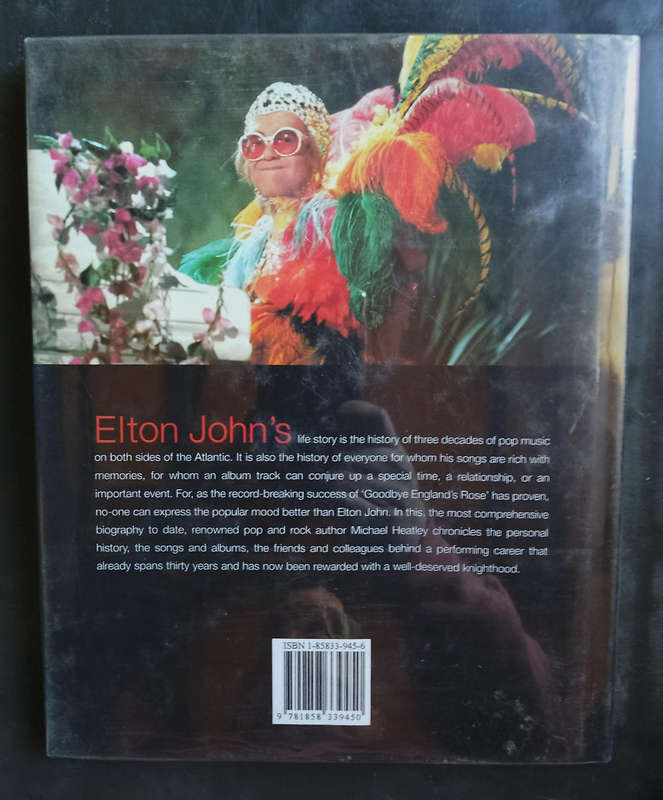 Elton John's life story is the history of three decades of pop music
on both sides of the Atlantic. It is also the history of everyone for whom his songs are rich with
memories, for whom an album track can conjure up a special time, a relationship, or an
important event. For, as the record-breaking success of 'Goodbye England's Rose' has proven,
no-one can express the popular mood better than Elton John. In this, the most comprehensive
biography to date, renowned pop and rock author Michael Heatley chronicles the personal
history, the songs and albums, the friends and colleagues behind a performing career that
already spans thirty years and has now been rewarded with a well-deserved knighthood.
ISBN 1-85833-945-6
9 781858 339450